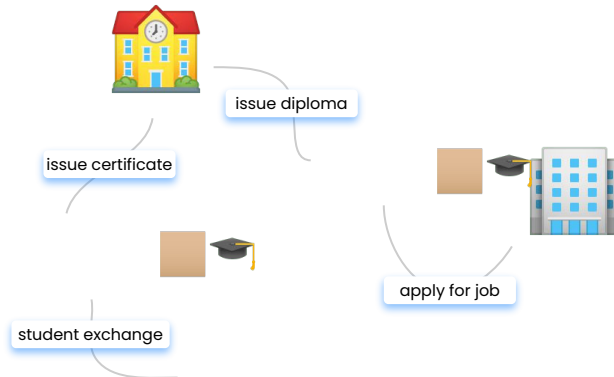 issue diploma
issue certificate
apply for job
student exchange